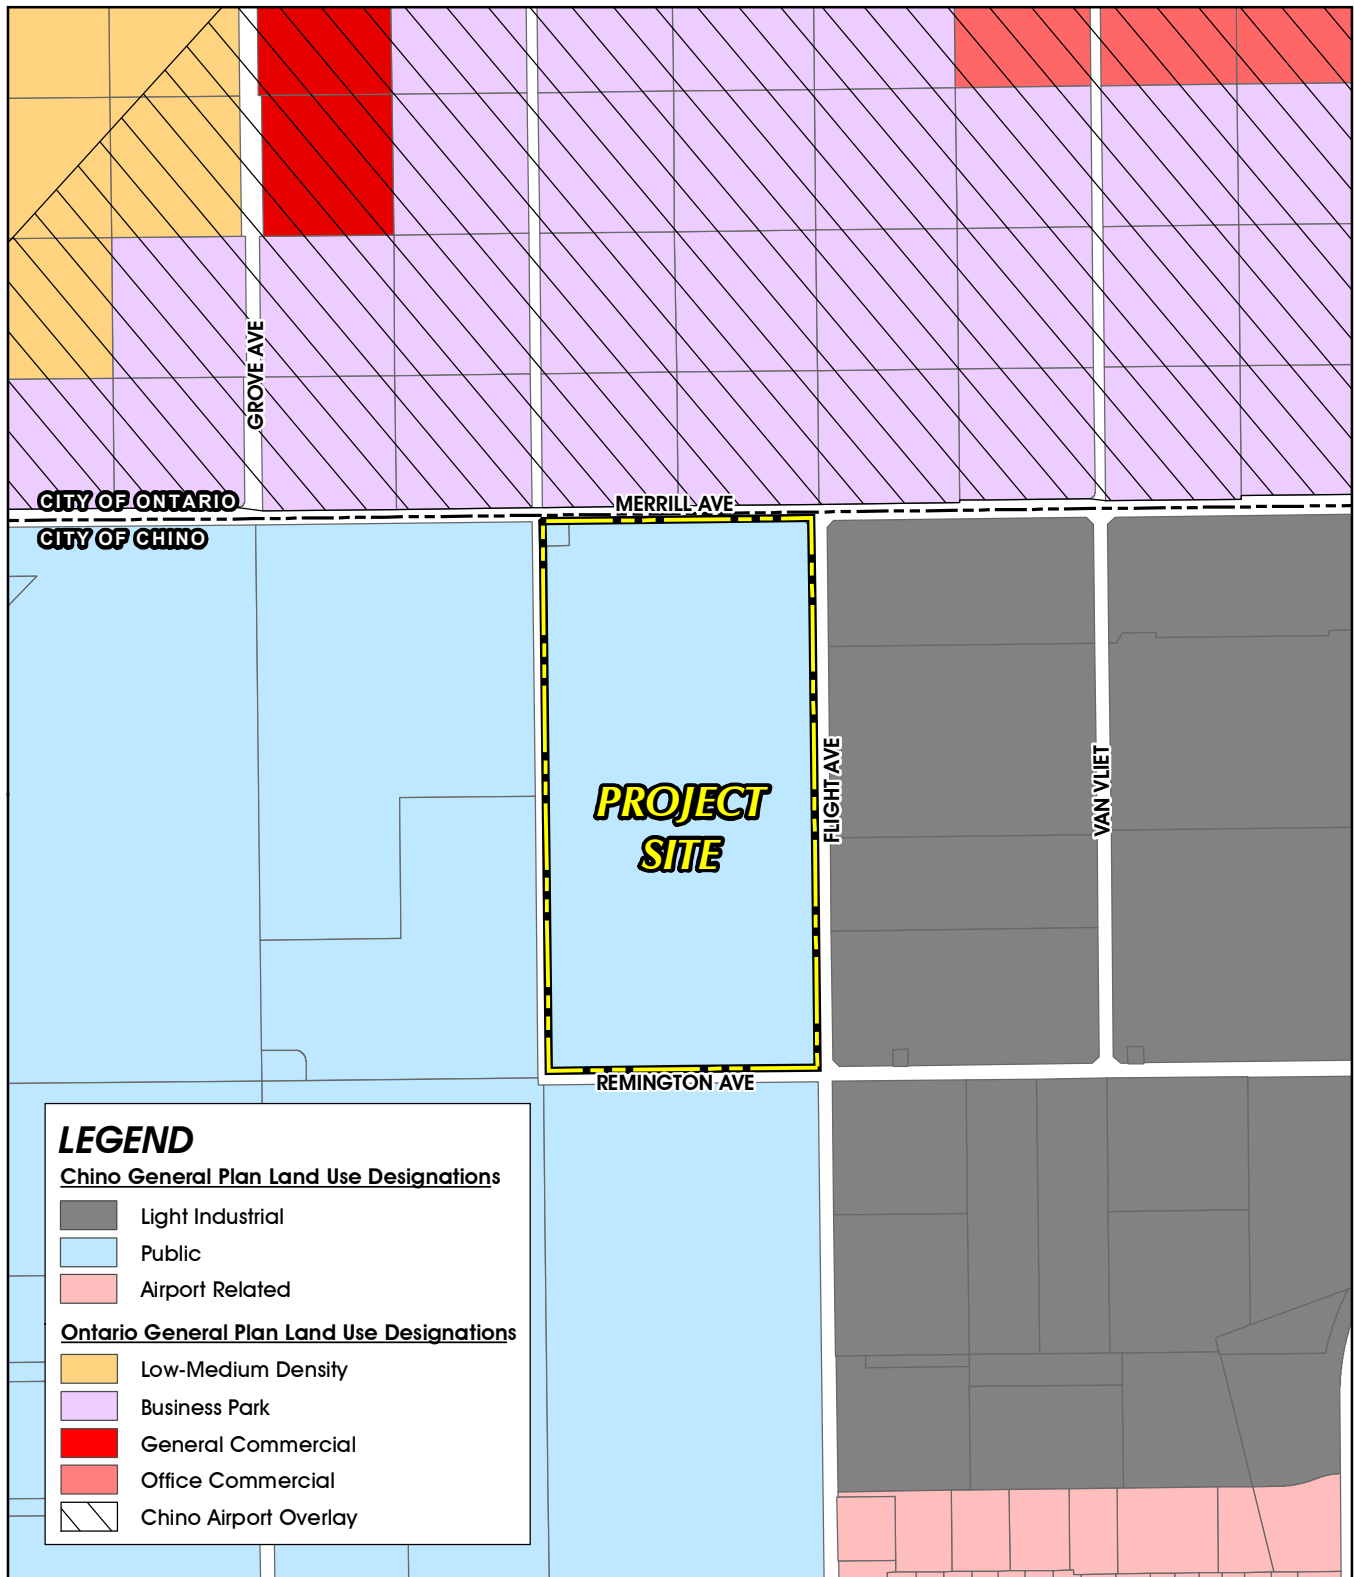 GROVE AVE
CITY OF ONTARIO
MERRILL AVE
CITY OF CHINO
PROJECT
SITE
FLIGHT AVE
VAN VLIET
REMINGTON AVE
LEGEND
Chino General Plan Land Use Designations
Light Industrial
Public
Airport Related
Ontario General Plan Land Use Designations
Low-Medium Density
Business Park
General Commercial
Office Commercial
Chino Airport Overlay